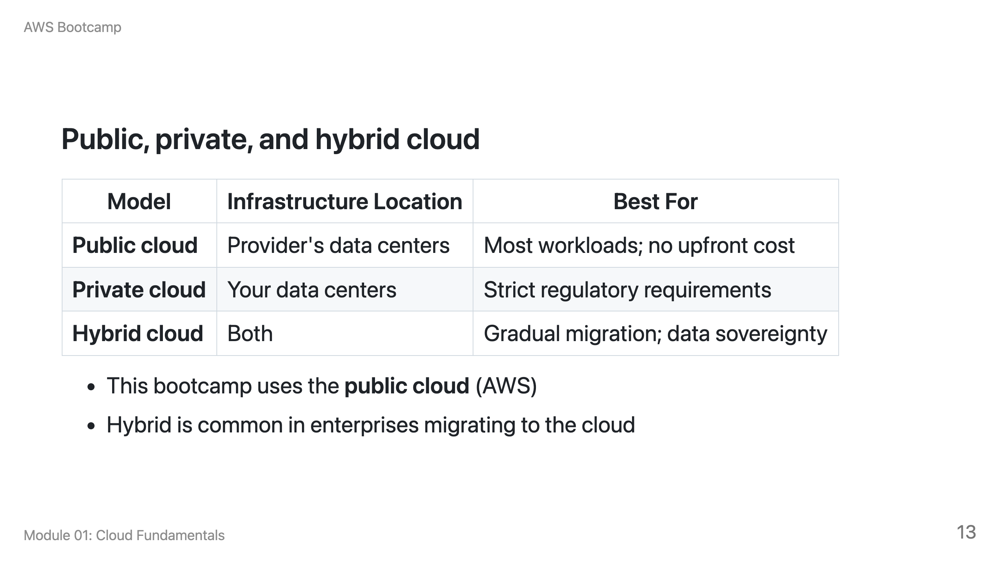 AWS Bootcamp
Public, private, and hybrid cloud
Model Infrastructure Location Best For
Public cloud Provider's data centers Most workloads; no upfront cost
Private cloud Your data centers Strict regulatory requirements
Hybrid cloud Both Gradual migration; data sovereignty
• This bootcamp uses the public cloud (AWS)
• Hybrid is common in enterprises migrating to the cloud
Module 01: Cloud Fundamentals
13